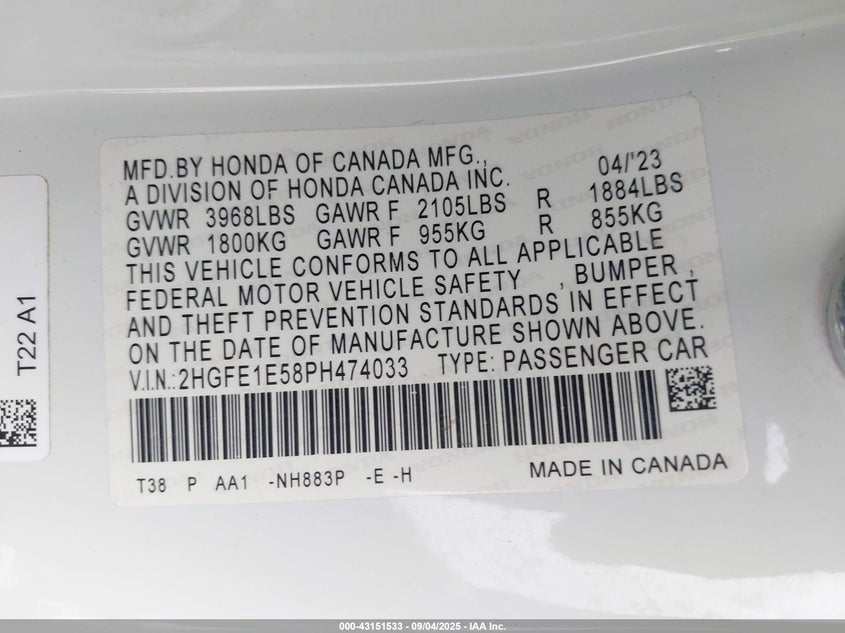 MFD.BY HONDA OF CANADA MFG., 04/'23
A DIVISION OF HONDA CANADA INC.
GVWR 3968LBS GAWR F 2105LBS R 1884LBS
GVWR 1800KG GAWR F 955KG R 855KG
THIS VEHICLE CONFORMS TO ALL APPLICABLE
FEDERAL MOTOR VEHICLE SAFETY , BUMPER ,
AND THEFT PREVENTION STANDARDS IN EFFECT
ON THE DATE OF MANUFACTURE SHOWN ABOVE.
V.I.N.:2HGFE1E58PH474033 TYPE: PASSENGER CAR
T38 P AA1 -NH883P -E -H MADE IN CANADA
T22 A1
000-43151533 - 09/04/2025 - IAA Inc.